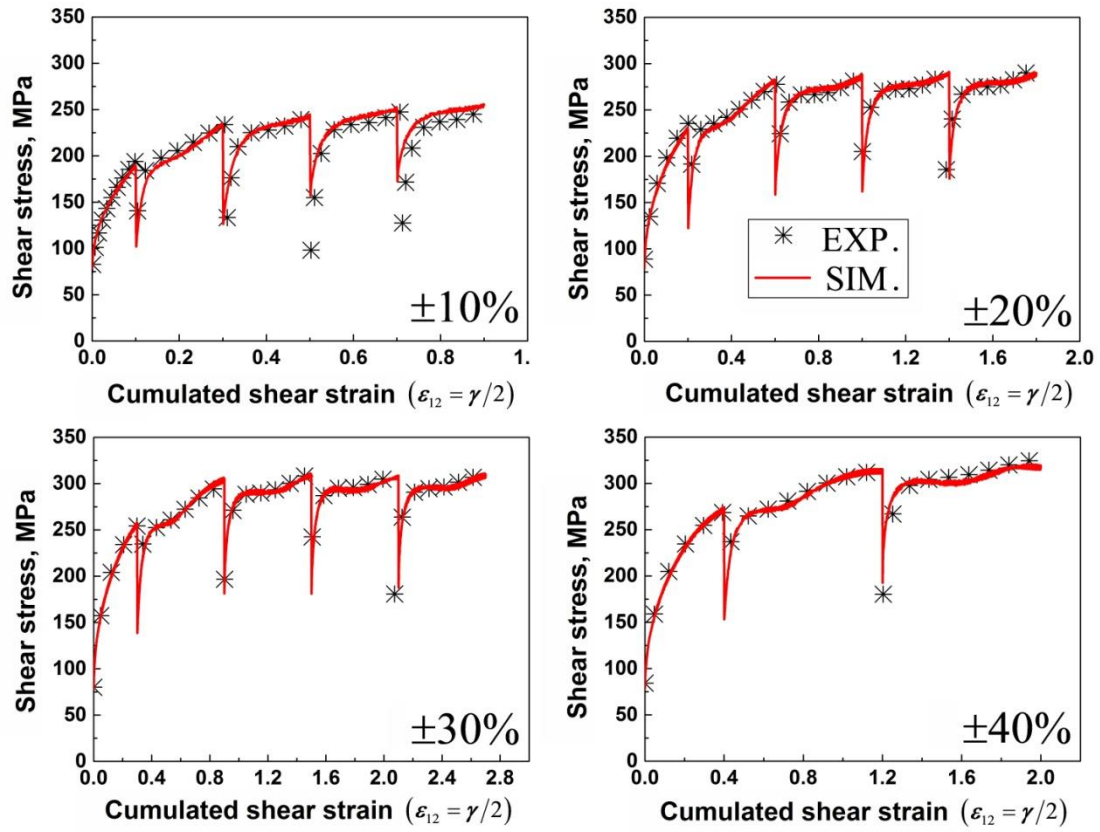 350
300
250
200
150
100
50
0
Shear stress, MPa
±10%
0.0 0.2 0.4 0.6 0.8 1.
Cumulated shear strain (ε₁₂ = γ/2)
350
300
250
200
150
100
50
0
Shear stress, MPa
EXP.
SIM.
±20%
0.0 0.4 0.8 1.2 1.6 2.0
Cumulated shear strain (ε₁₂ = γ/2)
350
300
250
200
150
100
50
0
Shear stress, MPa
±30%
0.0 0.4 0.8 1.2 1.6 2.0 2.4 2.8
Cumulated shear strain (ε₁₂ = γ/2)
350
300
250
200
150
100
50
0
Shear stress, MPa
±40%
0.0 0.4 0.8 1.2 1.6 2.0
Cumulated shear strain (ε₁₂ = γ/2)